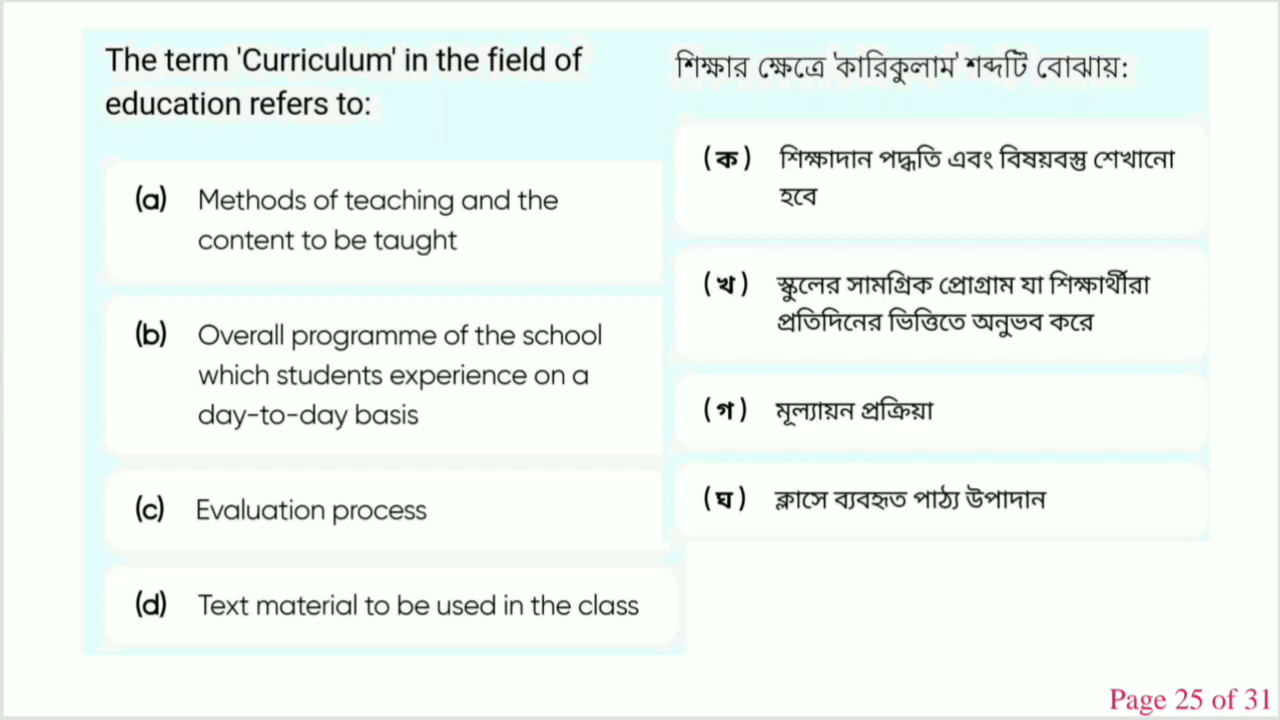 The term 'Curriculum' in the field of
education refers to:
(a) Methods of teaching and the
content to be taught
(b) Overall programme of the school
which students experience on a
day-to-day basis
(c) Evaluation process
(d) Text material to be used in the class
শিক্ষার ক্ষেত্রে 'কারিকুলাম' শব্দটি বোঝায়:
(ক) শিক্ষাদান পদ্ধতি এবং বিষয়বস্তু শেখানো
হবে
(খ) স্কুলের সামগ্রিক প্রোগ্রাম যা শিক্ষার্থীরা
প্রতিদিনের ভিত্তিতে অনুভব করে
(গ) মূল্যায়ন প্রক্রিয়া
(ঘ) ক্লাসে ব্যবহৃত পাঠ্য উপাদান
Page 25 of 31